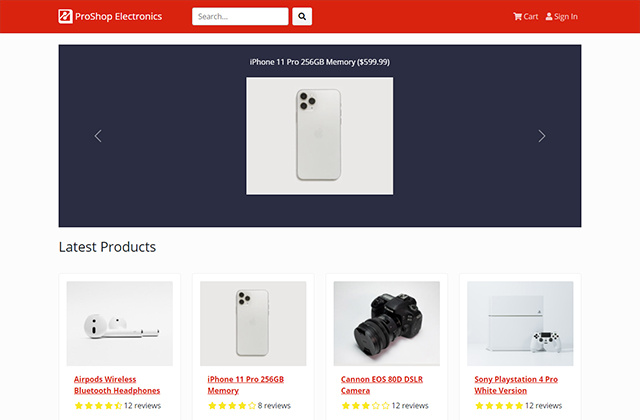 ProShop Electronics
Search...
Cart
Sign In
iPhone 11 Pro 256GB Memory ($599.99)
Latest Products
Airpods Wireless
Bluetooth Headphones
12 reviews
iPhone 11 Pro 256GB
Memory
8 reviews
Cannon EOS 80D DSLR
Camera
12 reviews
Sony Playstation 4 Pro
White Version
12 reviews